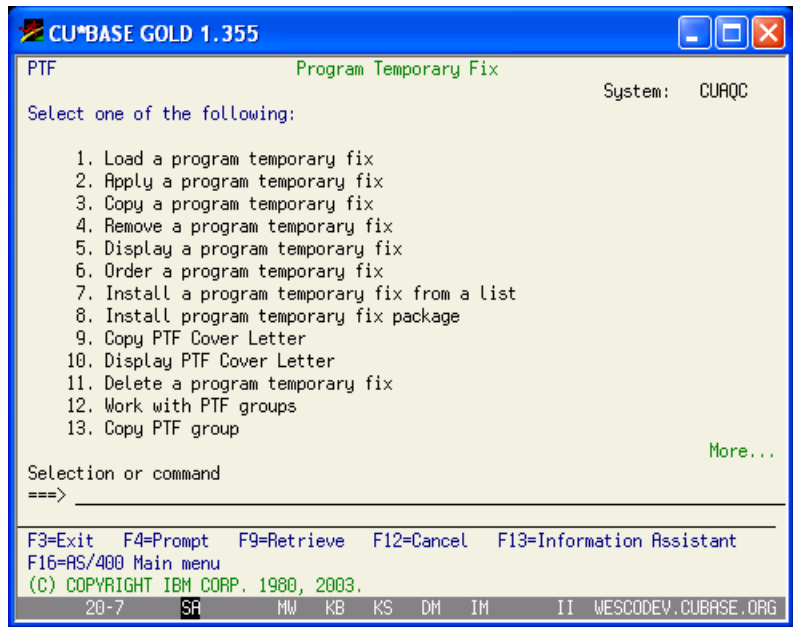 CU*BASE GOLD 1.355
PTF Program Temporary Fix
System: CUAQC
Select one of the following:
1. Load a program temporary fix
2. Apply a program temporary fix
3. Copy a program temporary fix
4. Remove a program temporary fix
5. Display a program temporary fix
6. Order a program temporary fix
7. Install a program temporary fix from a list
8. Install program temporary fix package
9. Copy PTF Cover Letter
10. Display PTF Cover Letter
11. Delete a program temporary fix
12. Work with PTF groups
13. Copy PTF group
More...
Selection or command
===>
F3=Exit F4=Prompt F9=Retrieve F12=Cancel F13=Information Assistant
F16=AS/400 Main menu
(C) COPYRIGHT IBM CORP. 1980, 2003.
20-7 SA MW KB KS DM IM II WESCODEV.CUBASE.ORG